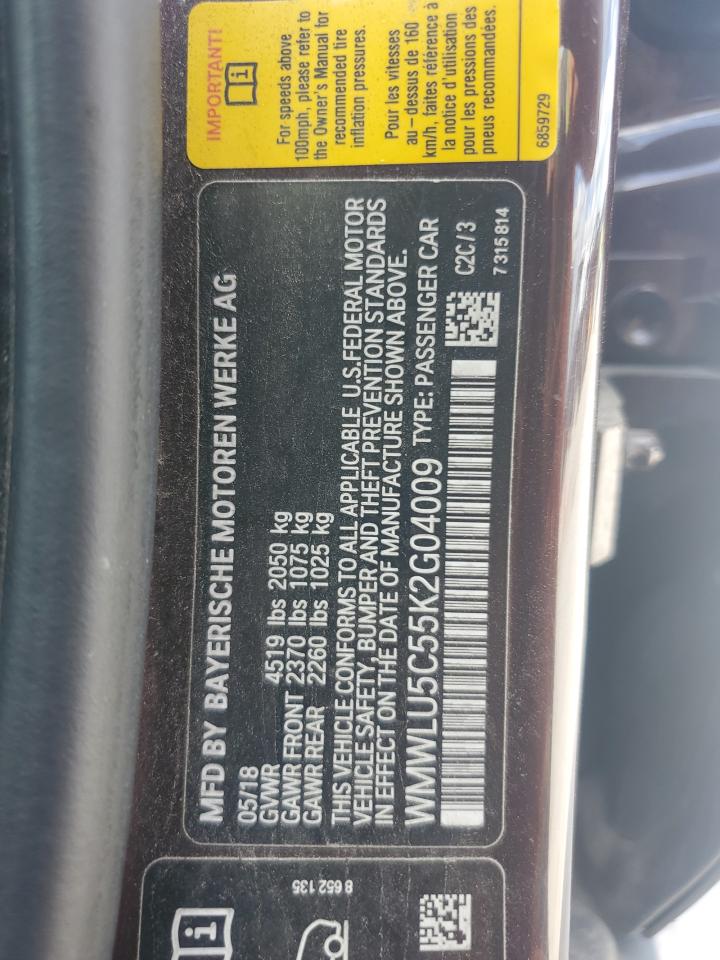 MFD BY BAYERISCHE MOTOREN WERKE AG
05/18
GVWR 4519 lbs 2050 kg
GAWR FRONT 2370 lbs 1075 kg
GAWR REAR 2260 lbs 1025 kg
THIS VEHICLE CONFORMS TO ALL APPLICABLE U.S. FEDERAL MOTOR
VEHICLE SAFETY, BUMPER AND THEFT PREVENTION STANDARDS
IN EFFECT ON THE DATE OF MANUFACTURE SHOWN ABOVE.
WMWLU5C55K2G04009 TYPE: PASSENGER CAR
C2C/3
7 315 814
IMPORTANT!
For speeds above
100mph, please refer to
the Owner's Manual for
recommended tire
inflation pressures.
Pour les vitesses
au-dessus de 160
km/h, faites référence à
la notice d'utilisation
pour les pressions des
pneus recommandées.
6859729
8 652 135